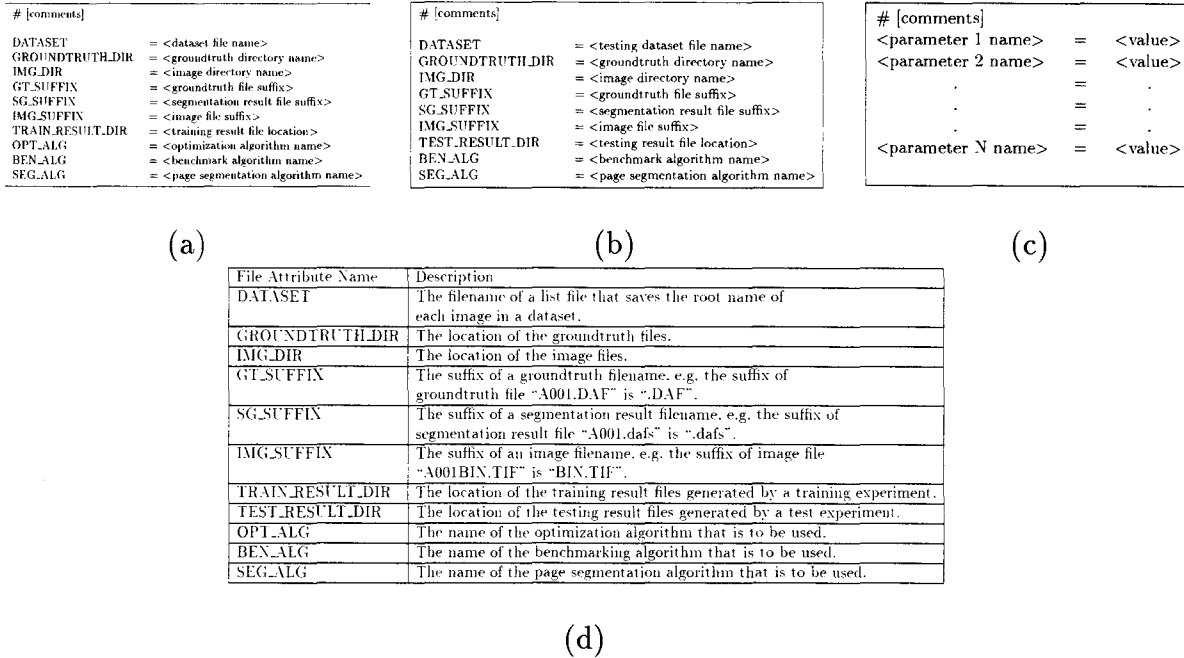 # [comments]
DATASET = <dataset file name>
GROUNDTRUTH_DIR = <groundtruth directory name>
IMG_DIR = <image directory name>
GT_SUFFIX = <groundtruth file suffix>
SG_SUFFIX = <segmentation result file suffix>
IMG_SUFFIX = <image file suffix>
TRAIN_RESULT_DIR = <training result file location>
OPT_ALG = <optimization algorithm name>
BEN_ALG = <benchmark algorithm name>
SEG_ALG = <page segmentation algorithm name>
(a)
# [comments]
DATASET = <testing dataset file name>
GROUNDTRUTH_DIR = <groundtruth directory name>
IMG_DIR = <image directory name>
GT_SUFFIX = <groundtruth file suffix>
SG_SUFFIX = <segmentation result file suffix>
IMG_SUFFIX = <image file suffix>
TEST_RESULT_DIR = <testing result file location>
BEN_ALG = <benchmark algorithm name>
SEG_ALG = <page segmentation algorithm name>
(b)
# [comments]
<parameter 1 name> = <value>
<parameter 2 name> = <value>
. = .
. = .
. = .
<parameter N name> = <value>
(c)
File Attribute Name Description
DATASET The filename of a list file that saves the root name of
each image in a dataset.
GROUNDTRUTH_DIR The location of the groundtruth files.
IMG_DIR The location of the image files.
GT_SUFFIX The suffix of a groundtruth filename, e.g. the suffix of
groundtruth file "A001.DAF" is ".DAF".
SG_SUFFIX The suffix of a segmentation result filename, e.g. the suffix of
segmentation result file "A001.dafs" is ".dafs".
IMG_SUFFIX The suffix of an image filename, e.g. the suffix of image file
"A001BIN.TIF" is "BIN.TIF".
TRAIN_RESULT_DIR The location of the training result files generated by a training experiment.
TEST_RESULT_DIR The location of the testing result files generated by a test experiment.
OPT_ALG The name of the optimization algorithm that is to be used.
BEN_ALG The name of the benchmarking algorithm that is to be used.
SEG_ALG The name of the page segmentation algorithm that is to be used.
(d)